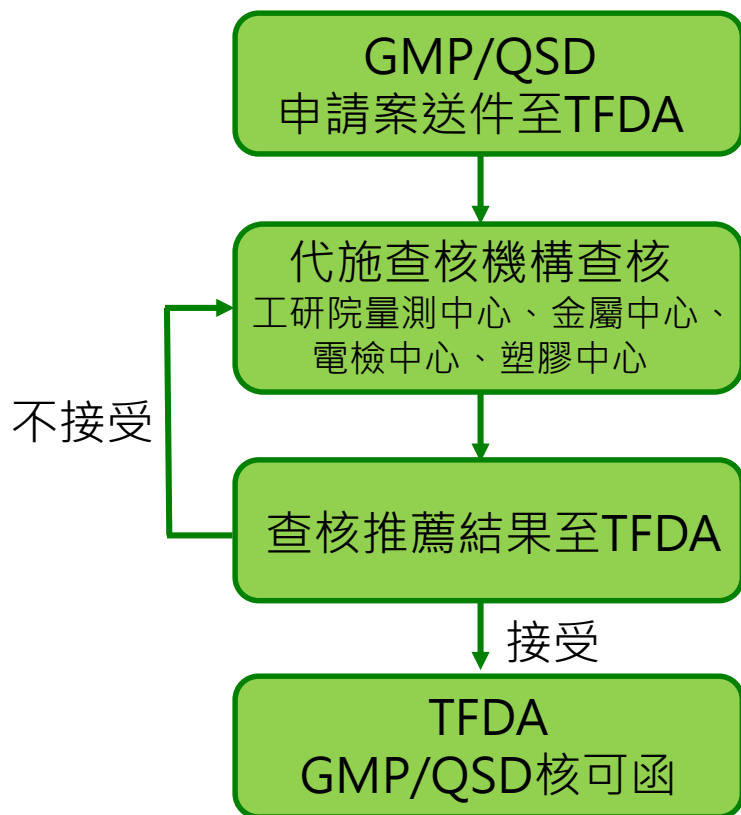 GMP/QSD
申請案送件至TFDA
代施查核機構查核
工研院量測中心、金屬中心、
電檢中心、塑膠中心
不接受
查核推薦結果至TFDA
接受
TFDA
GMP/QSD核可函